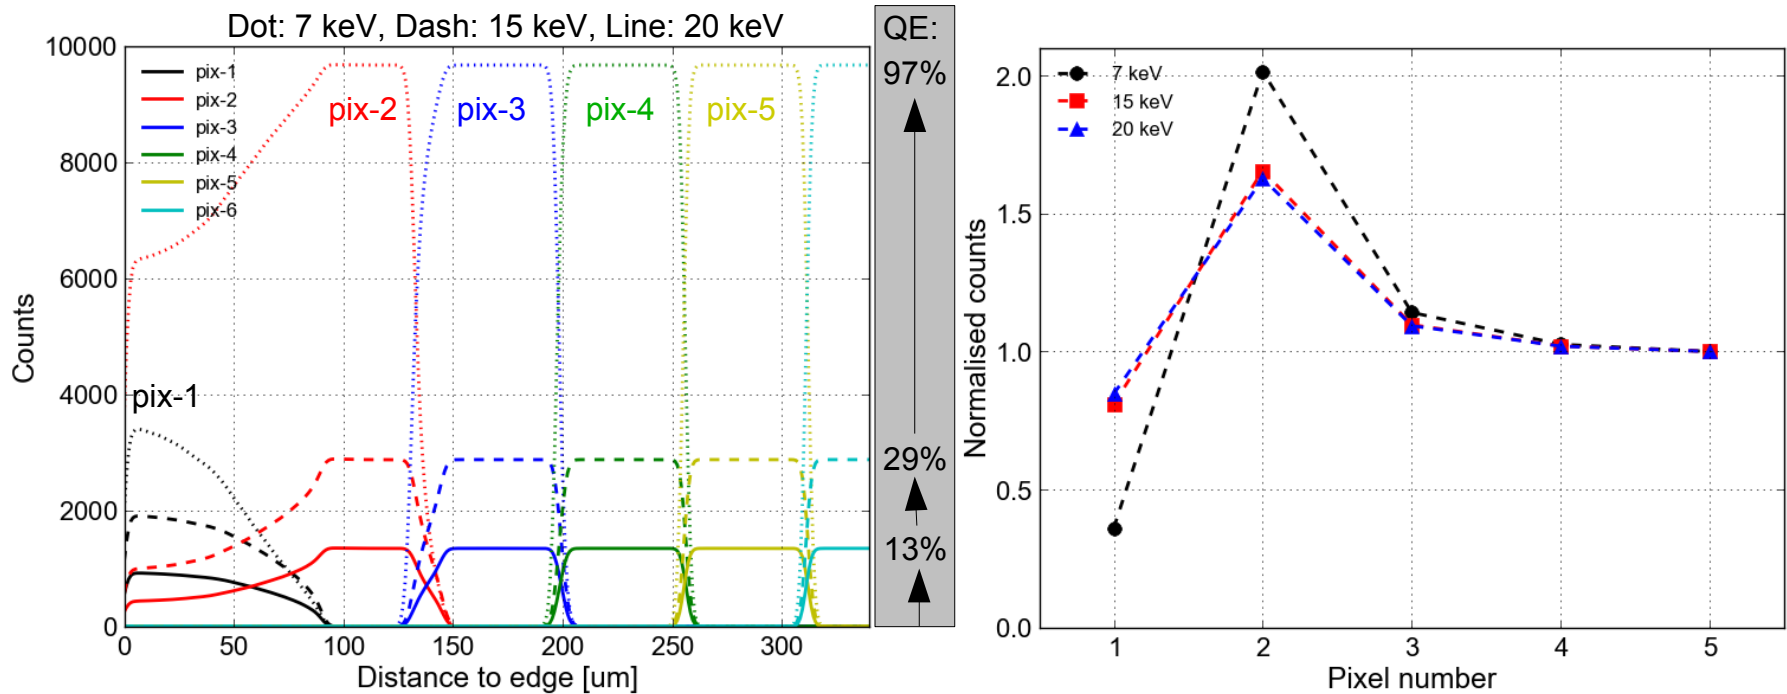 Dot: 7 keV, Dash: 15 keV, Line: 20 keV
10000
8000
6000
4000
2000
0
Counts
pix-1
pix-2
pix-3
pix-4
pix-5
pix-6
pix-1
pix-2
pix-3
pix-4
pix-5
0
50
100
150
200
250
300
Distance to edge [um]
QE:
97%
29%
13%
2.0
1.5
1.0
0.5
0.0
Normalised counts
7 keV
15 keV
20 keV
1
2
3
4
5
Pixel number